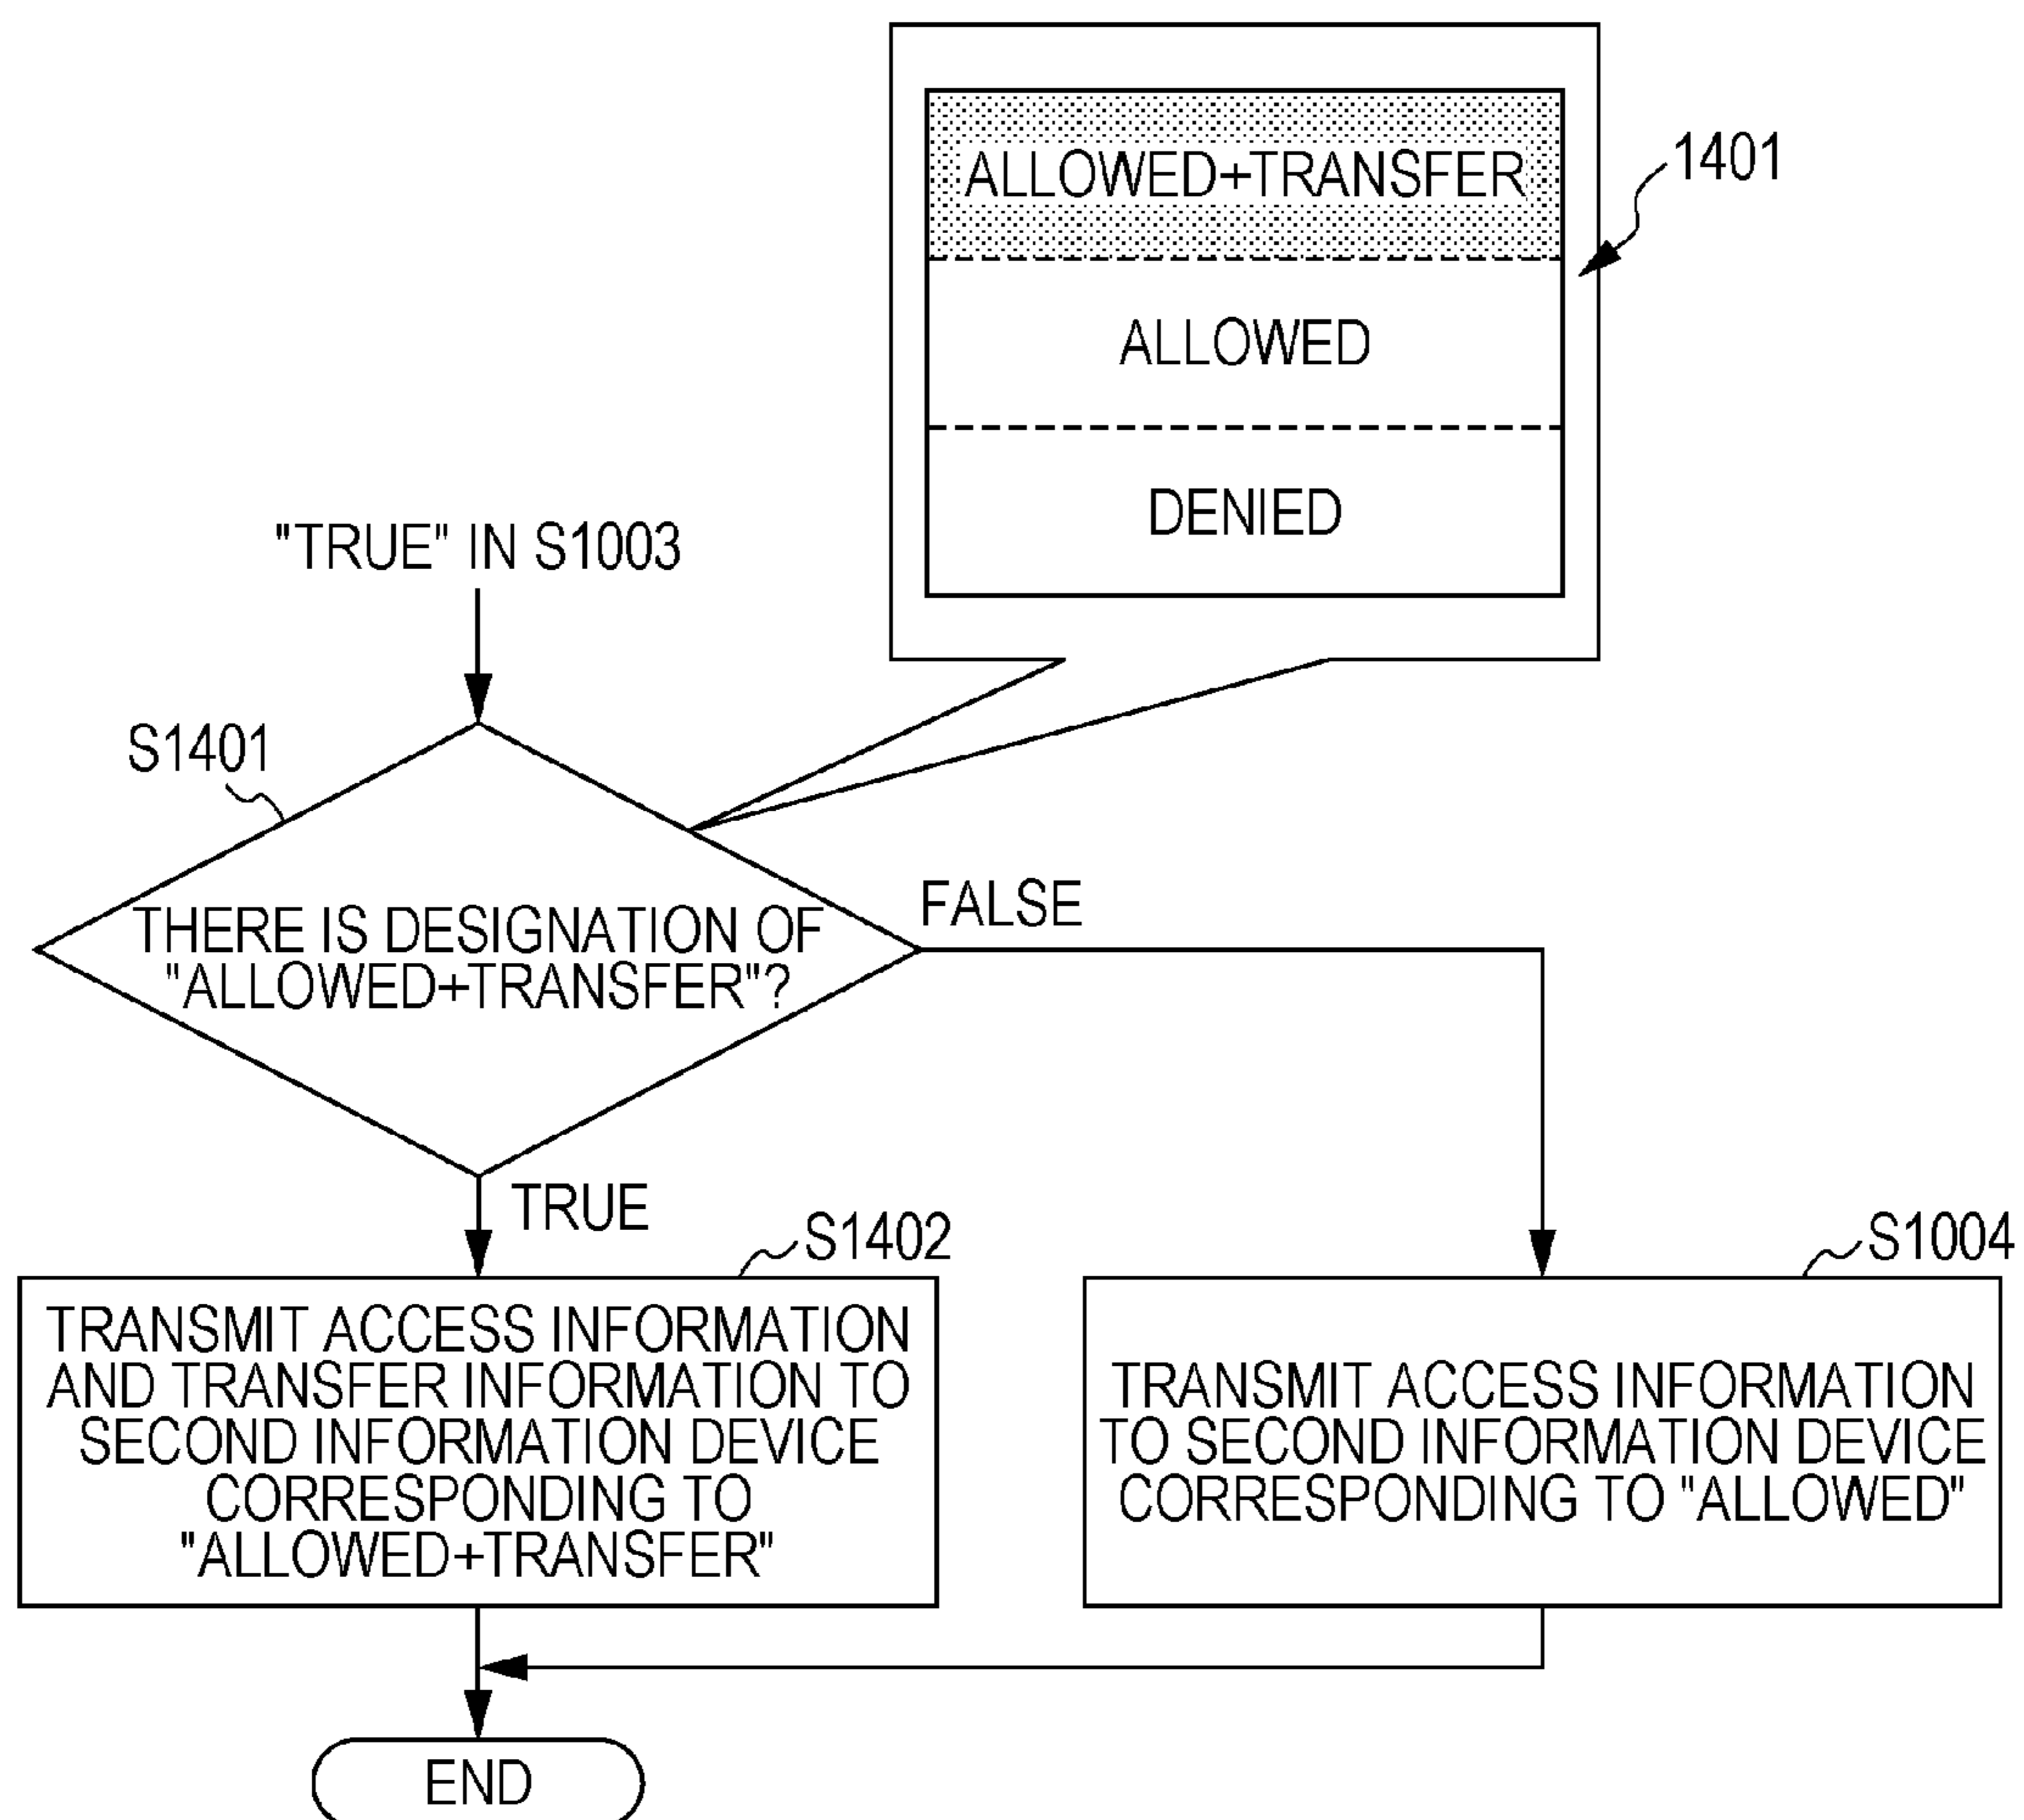 ALLOWED+TRANSFER
1401
ALLOWED
DENIED
"TRUE" IN S1003
S1401
THERE IS DESIGNATION OF
"ALLOWED+TRANSFER"?
FALSE
TRUE
S1402
TRANSMIT ACCESS INFORMATION
AND TRANSFER INFORMATION TO
SECOND INFORMATION DEVICE
CORRESPONDING TO
"ALLOWED+TRANSFER"
S1004
TRANSMIT ACCESS INFORMATION
TO SECOND INFORMATION DEVICE
CORRESPONDING TO "ALLOWED"
END